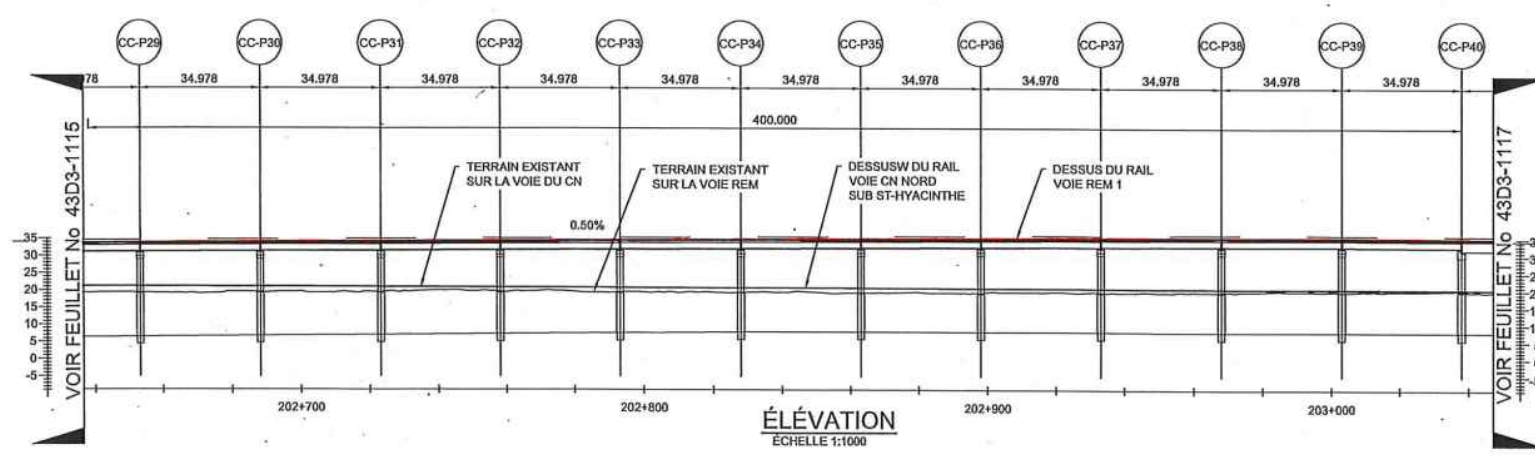 CC-P29 CC-P30 CC-P31 CC-P32 CC-P33 CC-P34 CC-P35 CC-P36 CC-P37 CC-P38 CC-P39 CC-P40
78 34.978 34.978 34.978 34.978 34.978 34.978 34.978 34.978 34.978 34.978 34.978
400.000
VOIR FEUILLET No 43D3-1115
TERRAIN EXISTANT
SUR LA VOIE DU CN
TERRAIN EXISTANT
SUR LA VOIE REM
DESSUSW DU RAIL
VOIE CN NORD
SUB ST-HYACINTHE
DESSUS DU RAIL
VOIE REM 1
VOIR FEUILLET No 43D3-1117
0.50%
35
30
25
20
15
10
5
0
-5
202+700 202+800 202+900 203+000
ÉLÉVATION
ÉCHELLE 1:1000